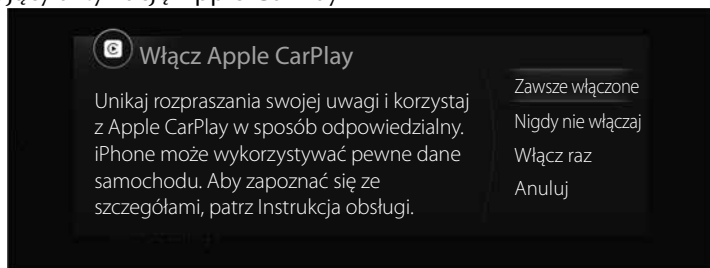 Włącz Apple CarPlay
Unikaj rozpraszania swojej uwagi i korzystaj
z Apple CarPlay w sposób odpowiedzialny.
iPhone może wykorzystywać pewne dane
samochodu. Aby zapoznać się ze
szczegółami, patrz Instrukcja obsługi.
Zawsze włączone
Nigdy nie włączaj
Włącz raz
Anuluj